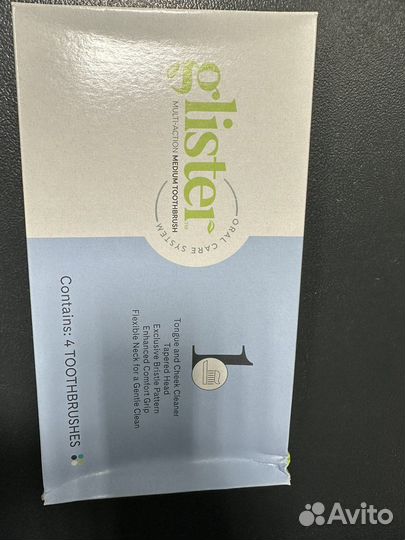 glister™
MULTI-ACTION MEDIUM TOOTHBRUSH
ORAL CARE SYSTEM
1
Tongue and Cheek Cleaner
Tapered Head
Exclusive Bristle Pattern
Enhanced Comfort Grip
Flexible Neck for a Gentle Clean
Contains: 4 TOOTHBRUSHES
Avito